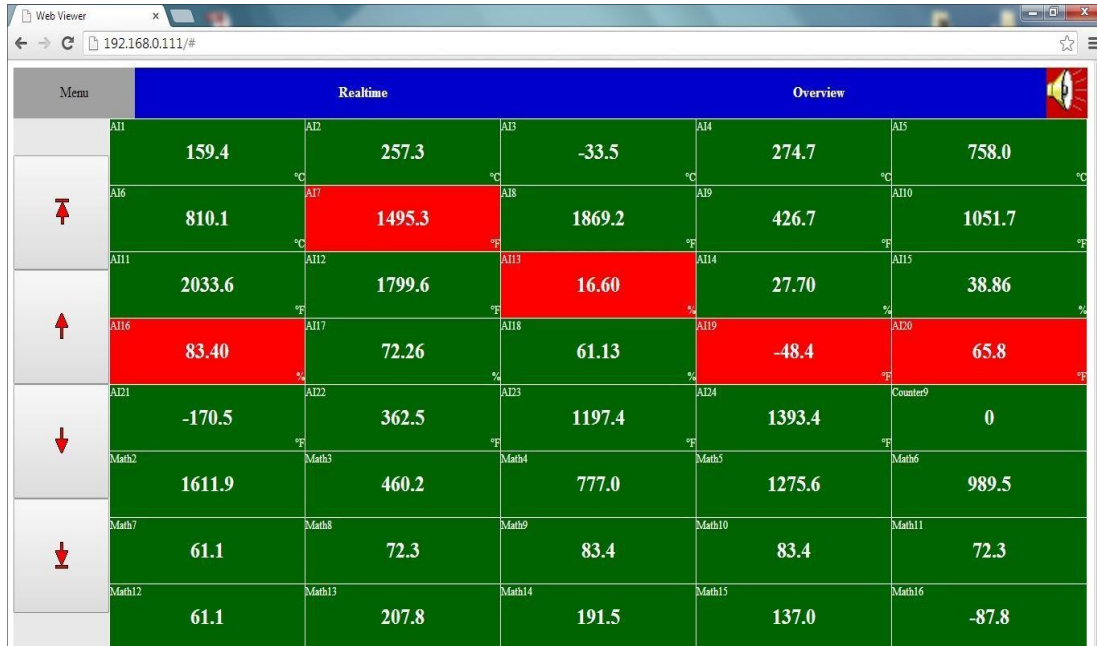 Web Viewer
192.168.0.111/#
Menu Realtime Overview
AI1 AI2 AI3 AI4 AI5
159.4 257.3 -33.5 274.7 758.0
°C °C °C °C °C
AI6 AI7 AI8 AI9 AI10
810.1 1495.3 1869.2 426.7 1051.7
°C °F °F °F °F
AI11 AI12 AI13 AI14 AI15
2033.6 1799.6 16.60 27.70 38.86
°F °F % % %
AI16 AI17 AI18 AI19 AI20
83.40 72.26 61.13 -48.4 65.8
% % % °F °F
AI21 AI22 AI23 AI24 Counter9
-170.5 362.5 1197.4 1393.4 0
°F °F °F °F
Math2 Math3 Math4 Math5 Math6
1611.9 460.2 777.0 1275.6 989.5
Math7 Math8 Math9 Math10 Math11
61.1 72.3 83.4 83.4 72.3
Math12 Math13 Math14 Math15 Math16
61.1 207.8 191.5 137.0 -87.8